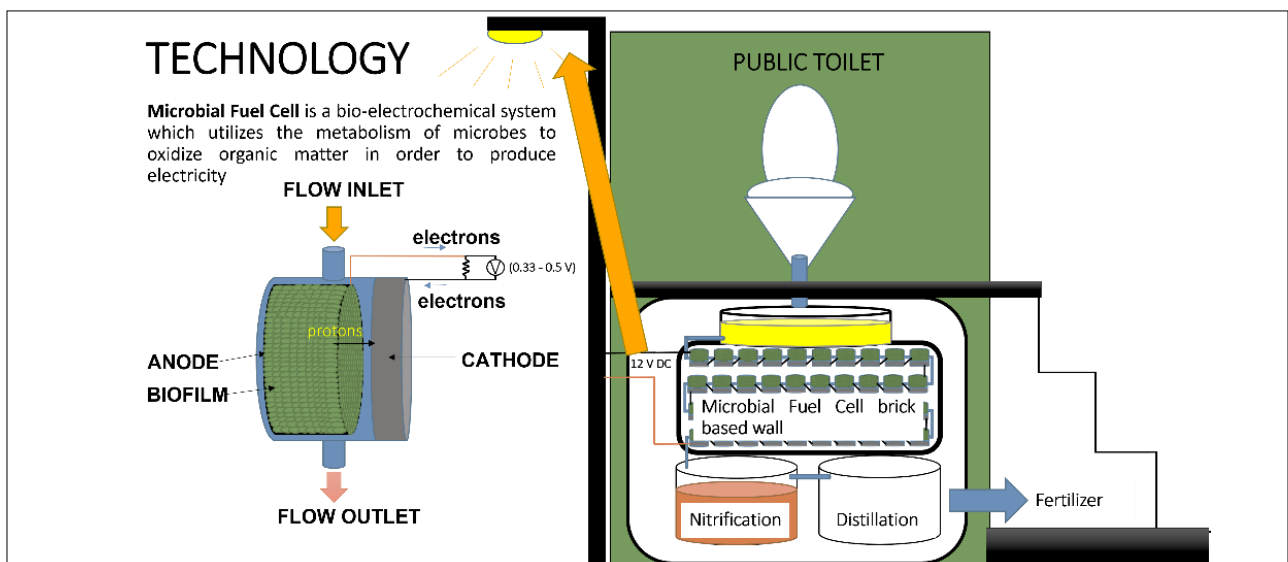 TECHNOLOGY
Microbial Fuel Cell is a bio-electrochemical system
which utilizes the metabolism of microbes to
oxidize organic matter in order to produce
electricity
FLOW INLET
electrons
V
(0.33 - 0.5 V)
electrons
protons
ANODE
CATHODE
BIOFILM
FLOW OUTLET
PUBLIC TOILET
12 V DC
Microbial Fuel Cell brick
based wall
Nitrification
Distillation
Fertilizer